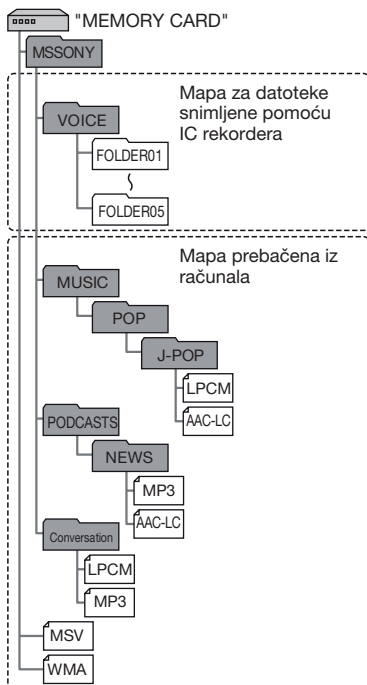 "MEMORY CARD"
MSSONY
Mapa za datoteke
snimljene pomoću
IC rekordera
VOICE
FOLDER01
FOLDER05
Mapa prebačena iz
računala
MUSIC
POP
J-POP
LPCM
AAC-LC
PODCASTS
NEWS
MP3
AAC-LC
Conversation
LPCM
MP3
MSV
WMA